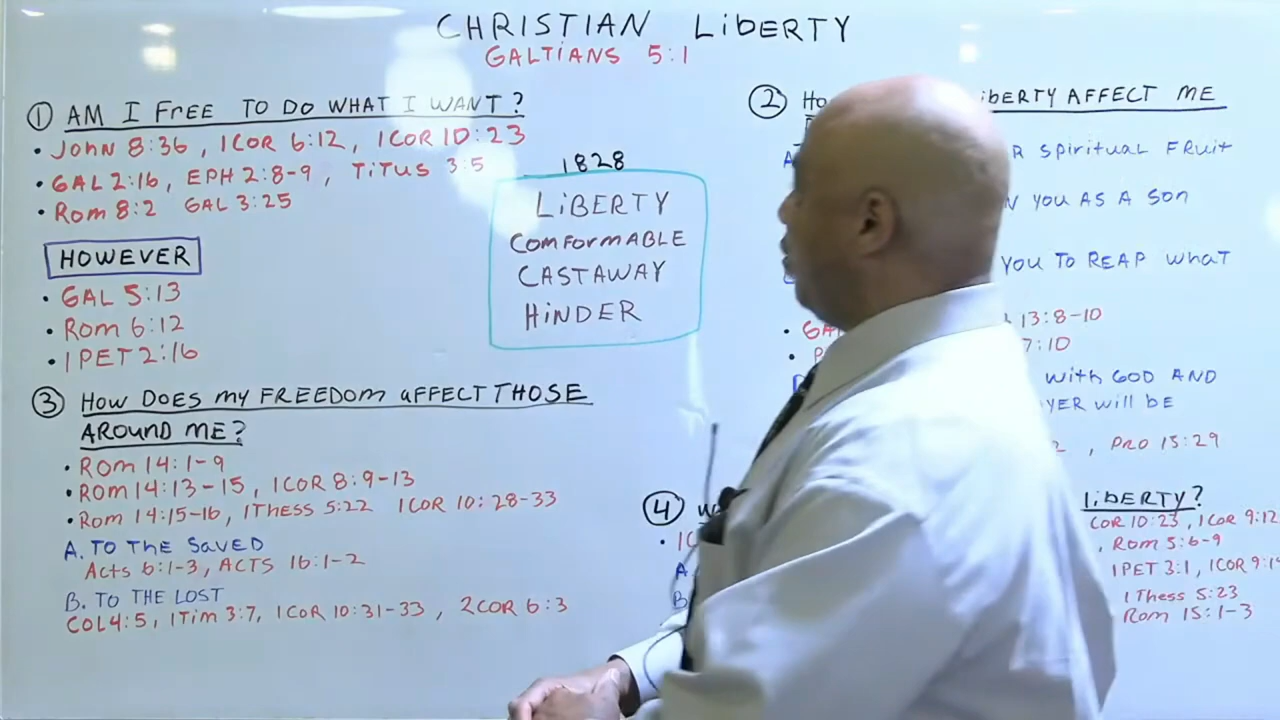 CHRISTIAN LiBERTY
GALTiANS 5:1
① AM I FREE TO DO WHAT I WANT?
• JOHN 8:36, 1COR 6:12, 1COR 10:23
• GAL 2:16, EPH 2:8-9, TiTUS 3:5
• Rom 8:2 GAL 3:25
HOWEVER
• GAL 5:13
• Rom 6:12
• 1PET 2:16
1828
LiBERTY
COMFORMABLE
CASTAWAY
HiNDER
③ HOW DOES my FREEDOM aFFECT THOSE
AROUND ME?
• Rom 14:1-9
• Rom 14:13-15, 1COR 8:9-13
• Rom 14:15-16, 1Thess 5:22 1COR 10:28-33
A. TO The SaVED
Acts 6:1-3, ACTS 16:1-2
B. TO THE LOST
COL4:5, 1Tim 3:7, 1COR 10:31-33, 2COR 6:3
② LiBERTY AFFECT ME
SpiRiTuaL FRuit
YOU AS A SON
YOU TO REAP whaT
13:8-10
7:10
with GOD AND
will be
, PRO 15:29
④ LiBERTY?
COR 10:23, 1COR 9:12
, Rom 5:6-9
1PET 3:1, 1COR 9:1
1Thess 5:23
Rom 15:1-3
A
B